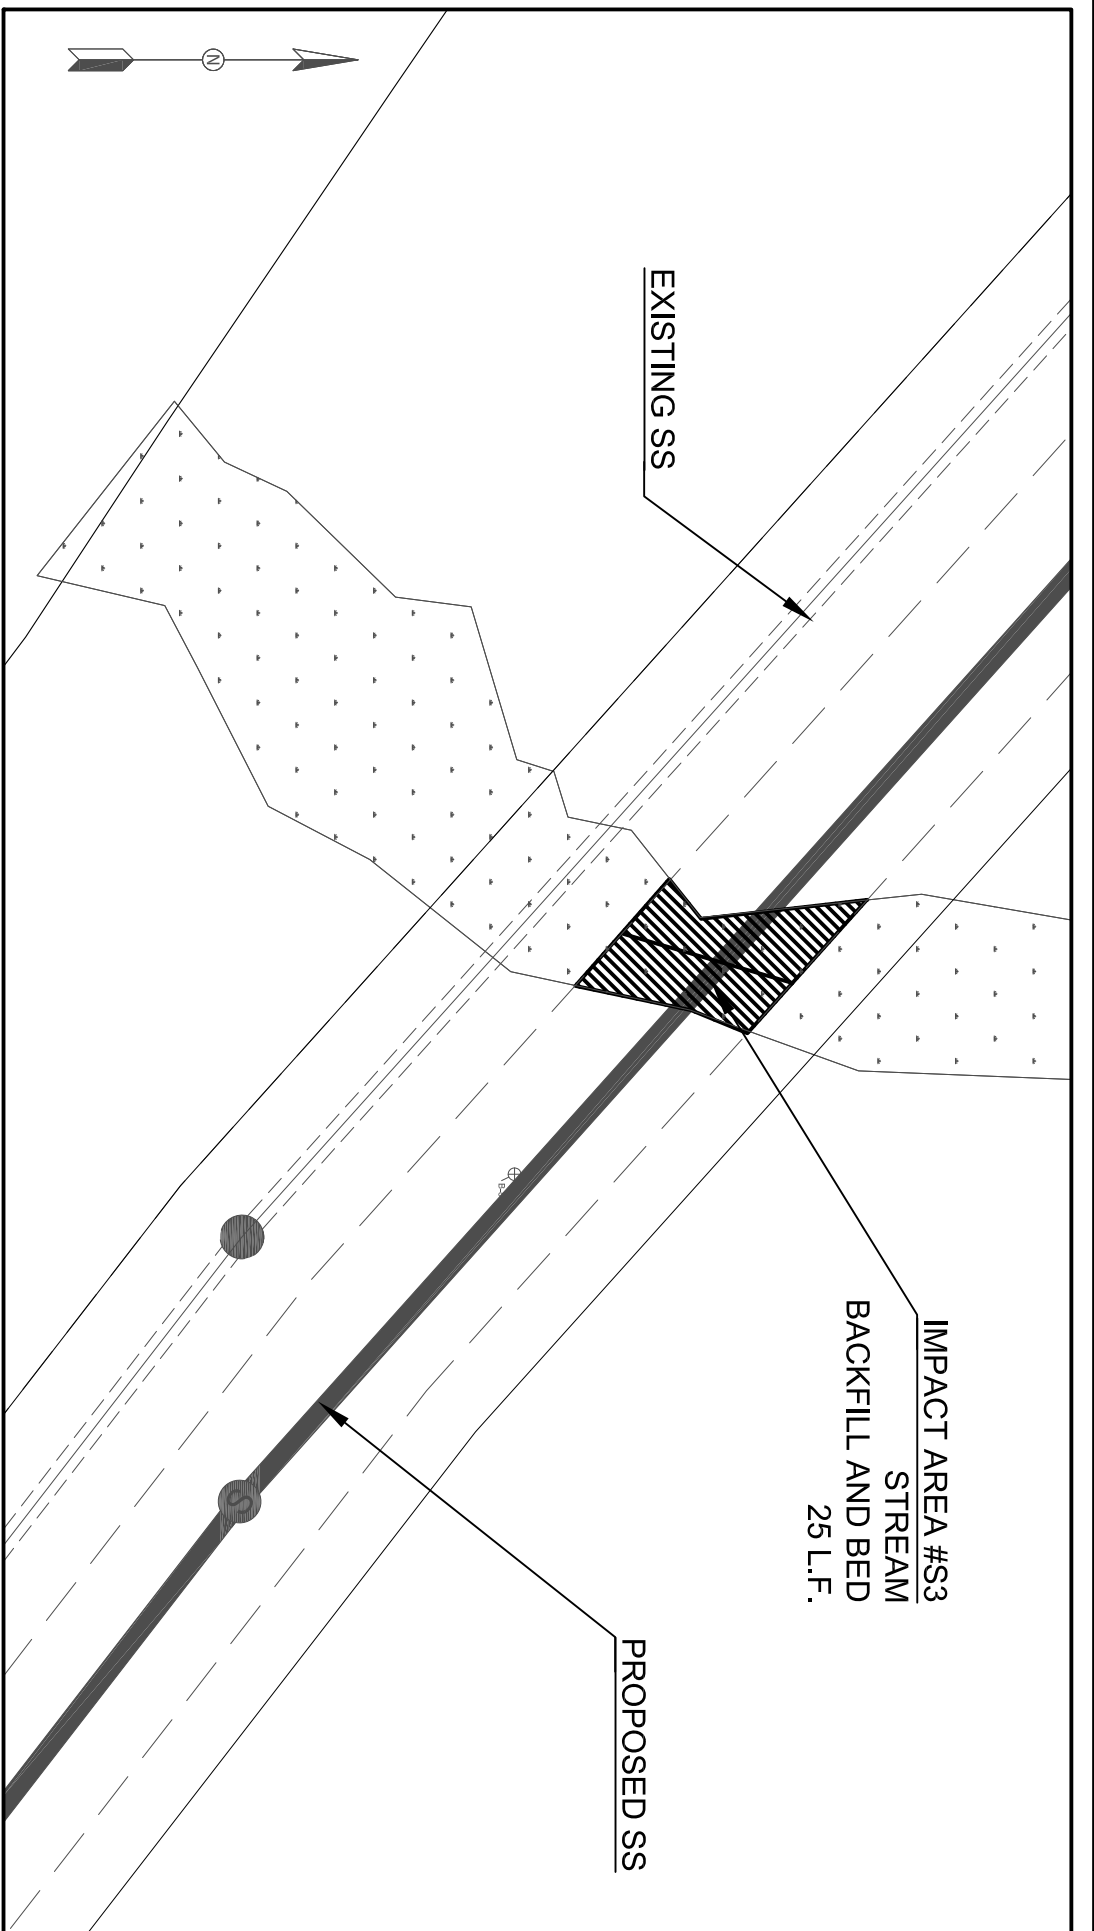 N
EXISTING SS
IMPACT AREA #S3
STREAM
BACKFILL AND BED
25 L.F.
S
PROPOSED SS